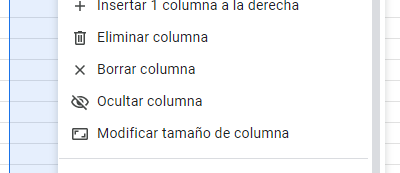 Insertar 1 columna a la derecha
Eliminar columna
Borrar columna
Ocultar columna
Modificar tamaño de columna